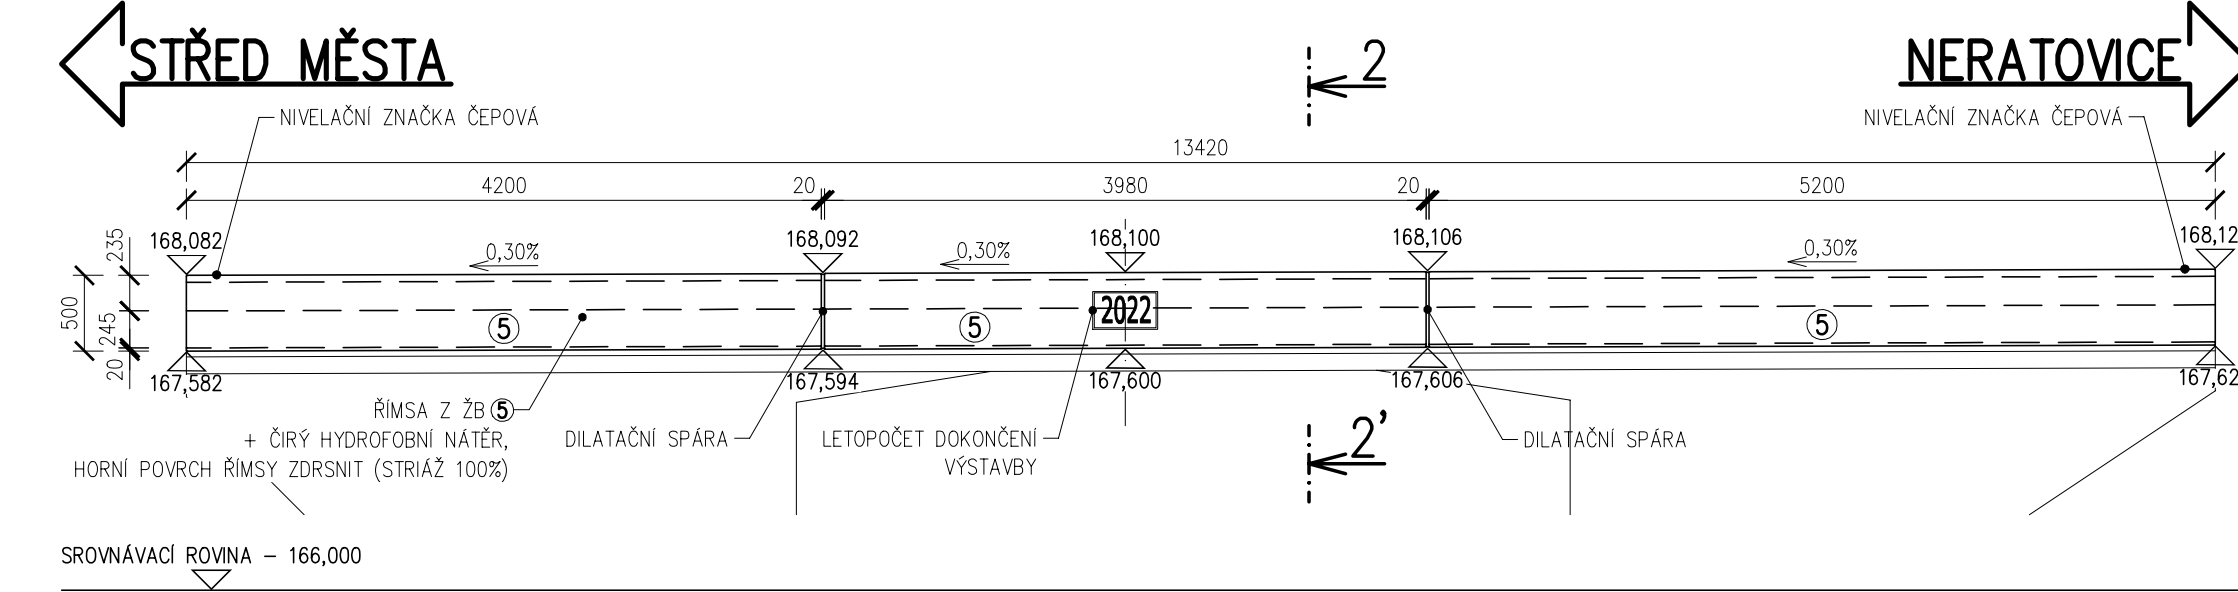 STŘED MĚSTA
2
NERATOVICE
NIVELAČNÍ ZNAČKA ČEPOVÁ
NIVELAČNÍ ZNAČKA ČEPOVÁ
13420
4200
20
3980
20
5200
235
500
245
20
168,082
0,30%
168,092
0,30%
168,100
168,106
0,30%
168,12
5
5
2022
5
167,582
167,594
167,600
167,606
167,62
ŘÍMSA Z ŽB 5
+ ČIRÝ HYDROFOBNÍ NÁTĚR,
HORNÍ POVRCH ŘÍMSY ZDRSNIT (STRIÁŽ 100%)
DILATAČNÍ SPÁRA
LETOPOČET DOKONČENÍ
VÝSTAVBY
2'
DILATAČNÍ SPÁRA
SROVNÁVACÍ ROVINA – 166,000